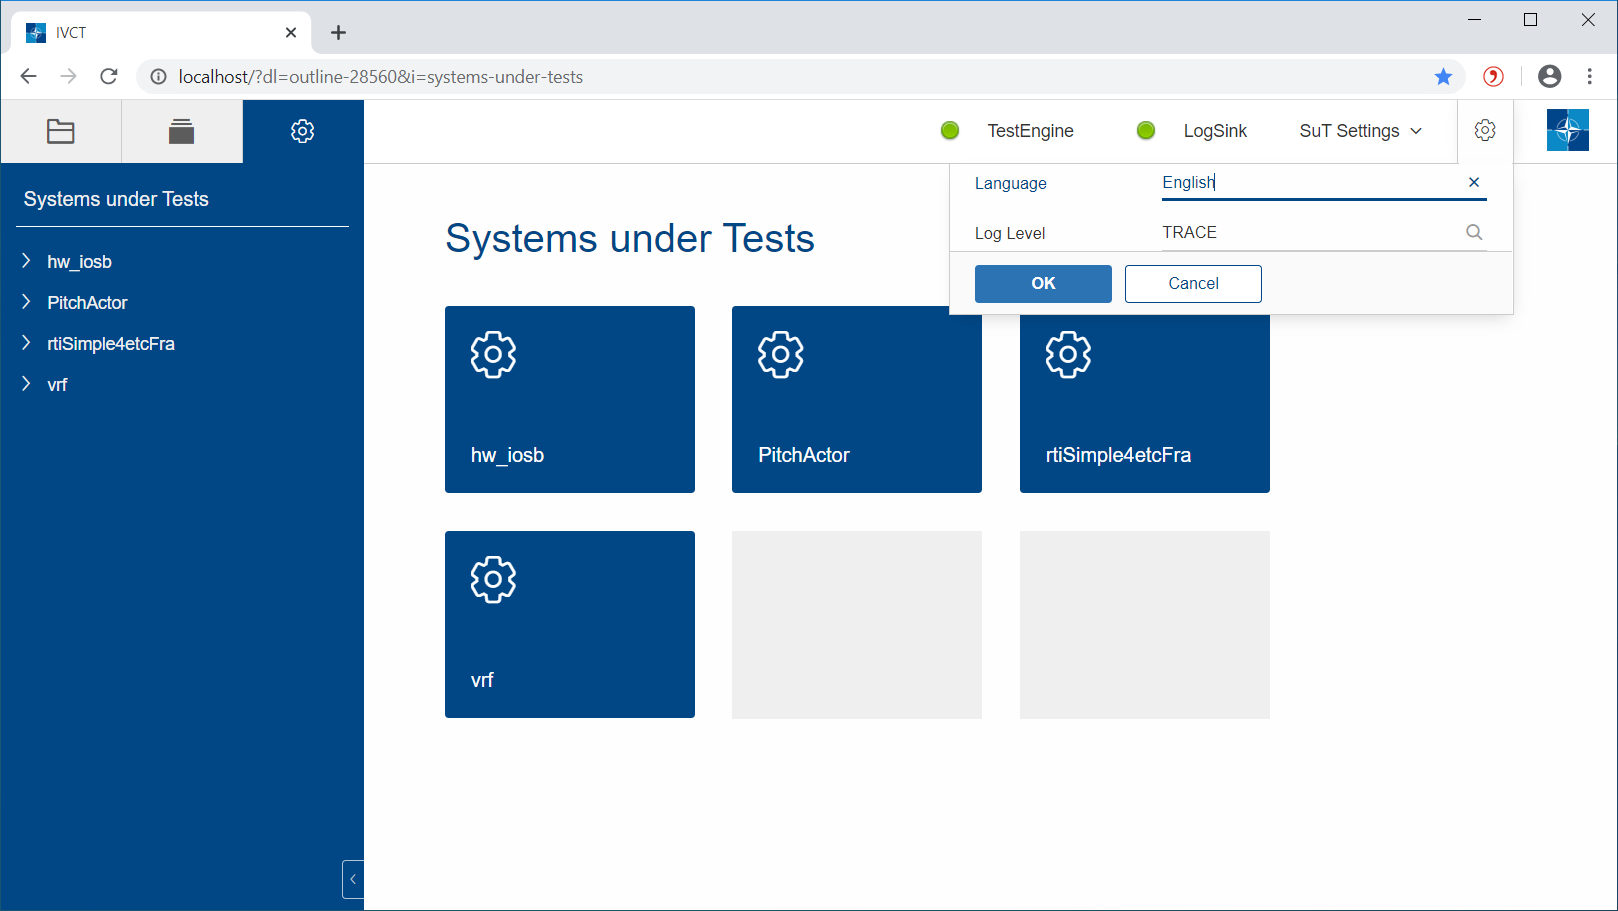 IVCT
localhost/?dl=outline-28560&i=systems-under-tests
TestEngine
LogSink
SuT Settings
Systems under Tests
hw_iosb
PitchActor
rtiSimple4etcFra
vrf
Language
English
Log Level
TRACE
OK
Cancel
Systems under Tests
hw_iosb
PitchActor
rtiSimple4etcFra
vrf